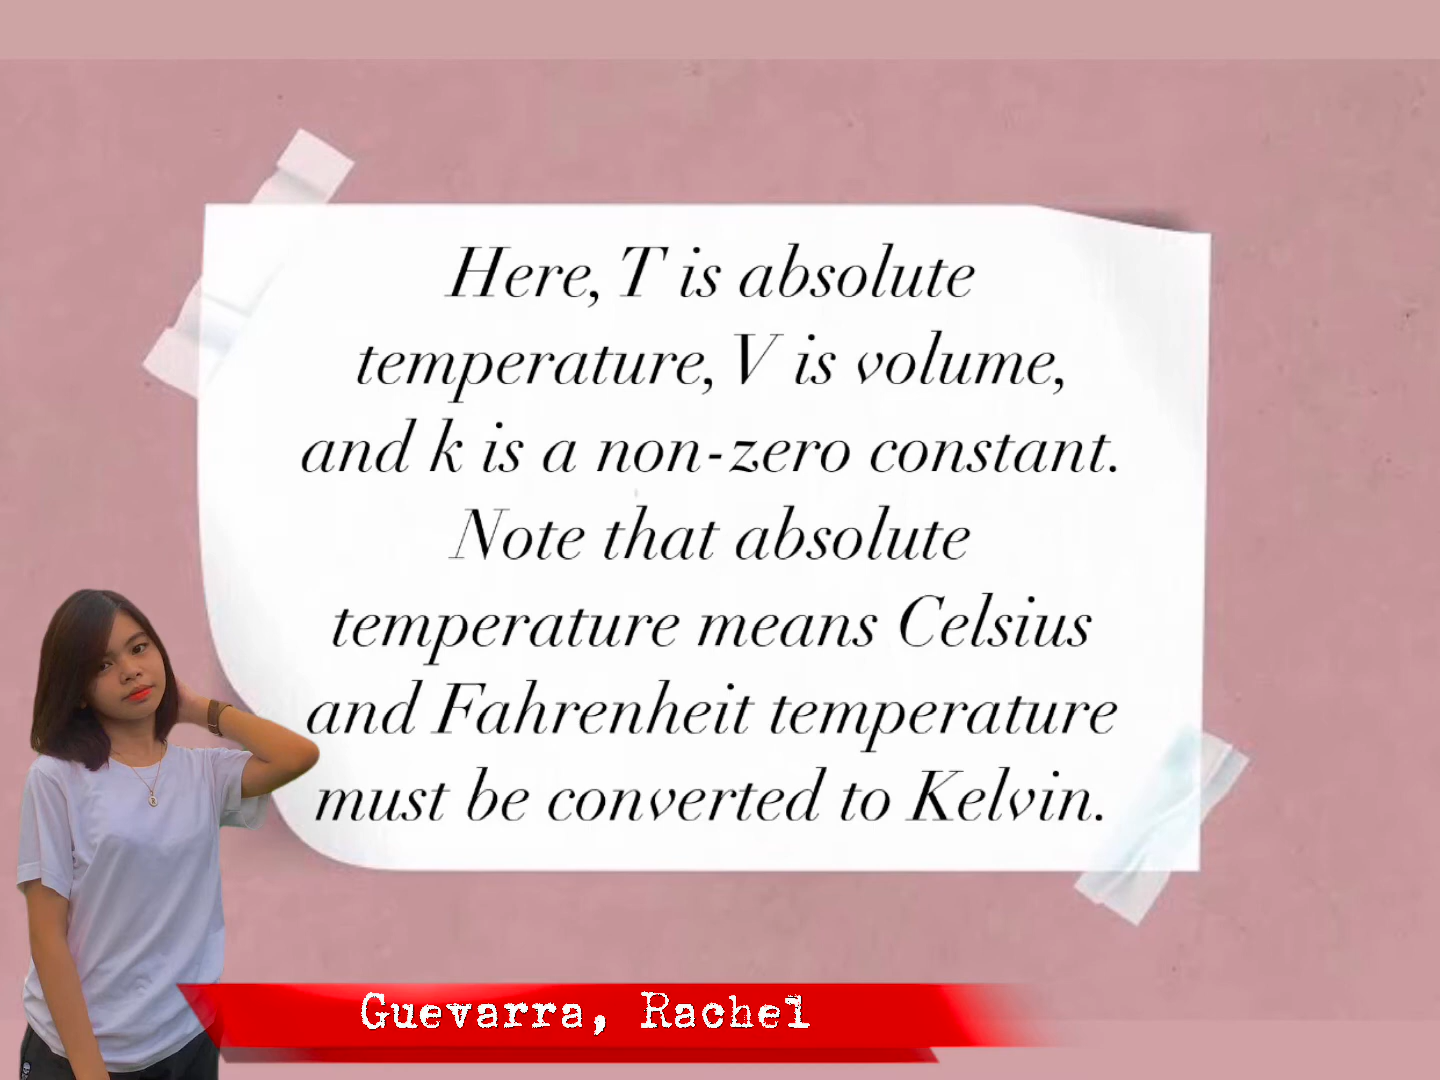 Here, T is absolute
temperature, V is volume,
and k is a non-zero constant.
Note that absolute
temperature means Celsius
and Fahrenheit temperature
must be converted to Kelvin.
Guevarra, Rachel